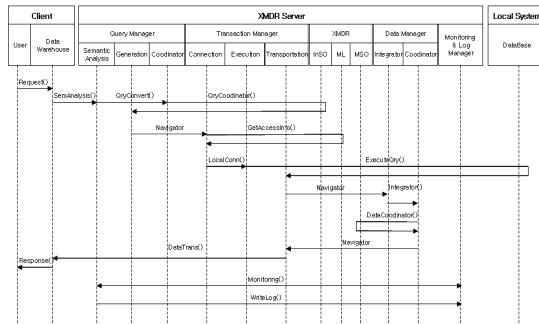 Client
XMDR Server
Local System
Query Manager
Transaction Manager
XMDR
Data Manager
Monitoring
& Log
Manager
User
Data
Warehouse
DataBase
Semantic
Analysis
Generation
Coodinator
Connection
Execution
Transportation
InSO
ML
MSO
Integrator
Coodinator
Request()
SemAnalysis()
QryConvert()
QryCoodinator()
Navigator
GetAccessInfo()
LocalConn()
ExecuteQry()
Navigator
Integrator()
DataCoodinator()
Navigator
DataTrans()
Response()
Monitoring()
WriteLog()